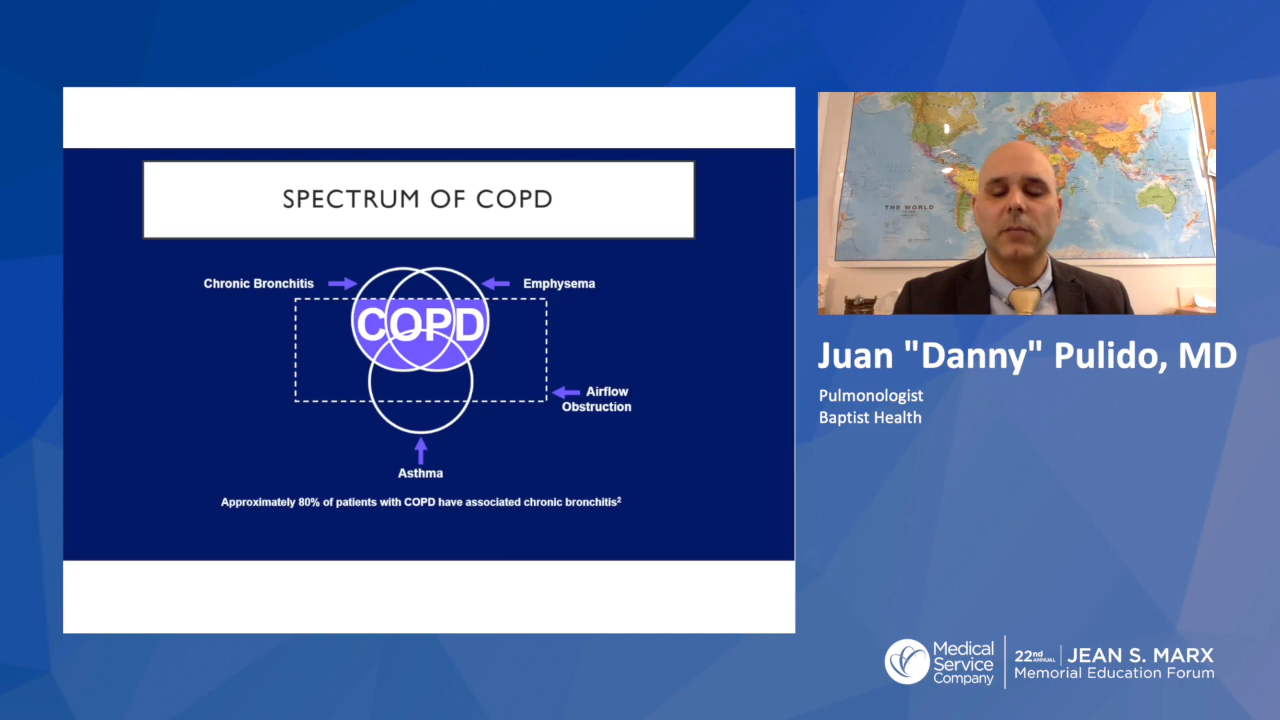 SPECTRUM OF COPD
Chronic Bronchitis
Emphysema
COPD
Airflow
Obstruction
Asthma
Approximately 80% of patients with COPD have associated chronic bronchitis²
THE WORLD
Juan "Danny" Pulido, MD
Pulmonologist
Baptist Health
Medical
Service
Company
22nd ANNUAL JEAN S. MARX
Memorial Education Forum